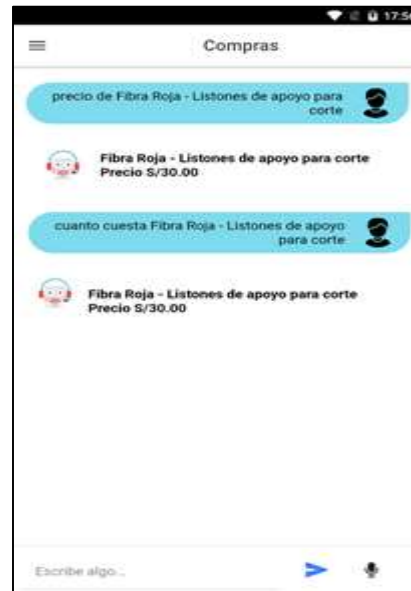 17:56
Compras
precio de Fibra Roja - Listones de apoyo para
corte
Fibra Roja - Listones de apoyo para corte
Precio S/30.00
cuanto cuesta Fibra Roja - Listones de apoyo
para corte
Fibra Roja - Listones de apoyo para corte
Precio S/30.00
Escribe algo...